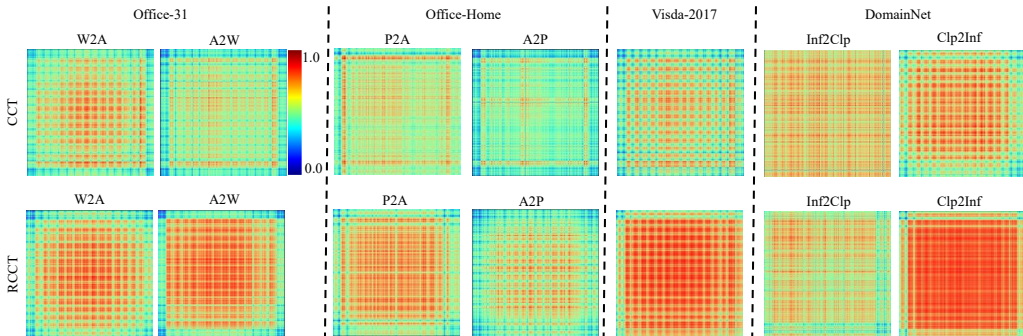 Office-31 Office-Home Visda-2017 DomainNet
W2A A2W P2A A2P Inf2Clp Clp2Inf
1.0
CCT
0.0
W2A A2W P2A A2P Inf2Clp Clp2Inf
RCCT